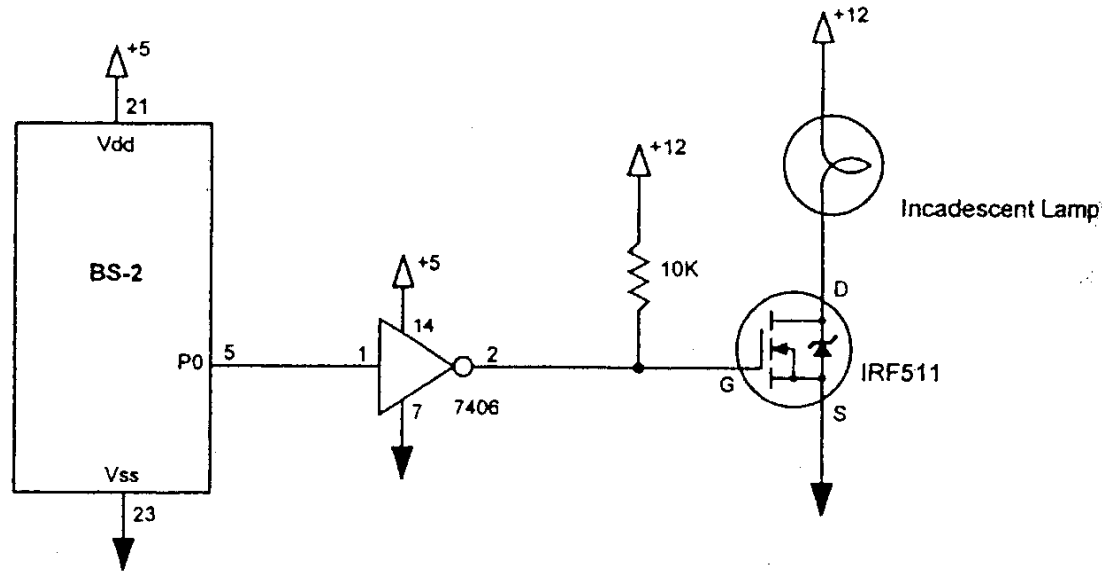 +12
+5
21
Vdd
+12
Incadescent Lamp
BS-2
+5
10K
D
14
P0
5
1
2
G
IRF511
7
7406
S
Vss
23